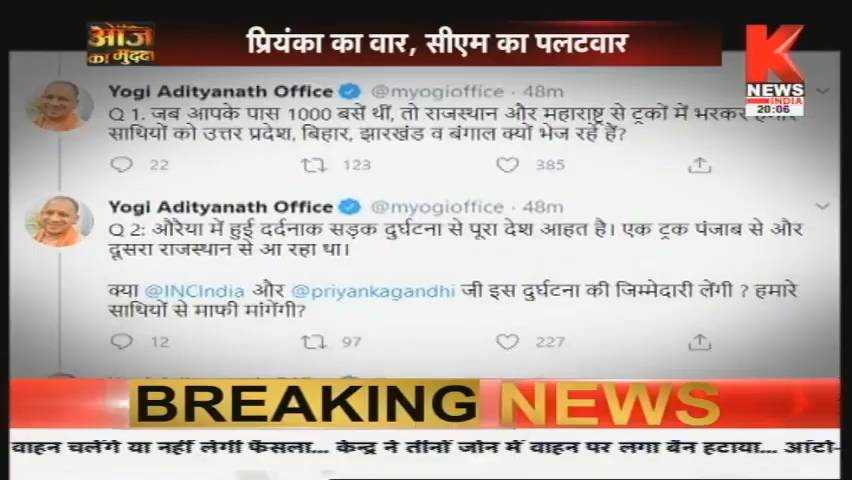 आज का मुद्दा
प्रियंका का वार, सीएम का पलटवार
K NEWS INDIA
20:06
Yogi Adityanath Office @myogioffice · 48m
Q 1. जब आपके पास 1000 बसें थीं, तो राजस्थान और महाराष्ट्र से ट्रकों में भरकर हमारे
साथियों को उत्तर प्रदेश, बिहार, झारखंड व बंगाल क्यों भेज रहे हैं?
22 123 385
Yogi Adityanath Office @myogioffice · 48m
Q 2: औरैया में हुई दर्दनाक सड़क दुर्घटना से पूरा देश आहत है। एक ट्रक पंजाब से और
दूसरा राजस्थान से आ रहा था।
क्या @INCIndia और @priyankagandhi जी इस दुर्घटना की जिम्मेदारी लेंगी ? हमारे
साथियों से माफी मांगेंगी?
12 97 227
BREAKING NEWS
वाहन चलेंगे या नहीं लेगी फैसला... केन्द्र ने तीनों जोन में वाहन पर लगा बैन हटाया... ऑटो-